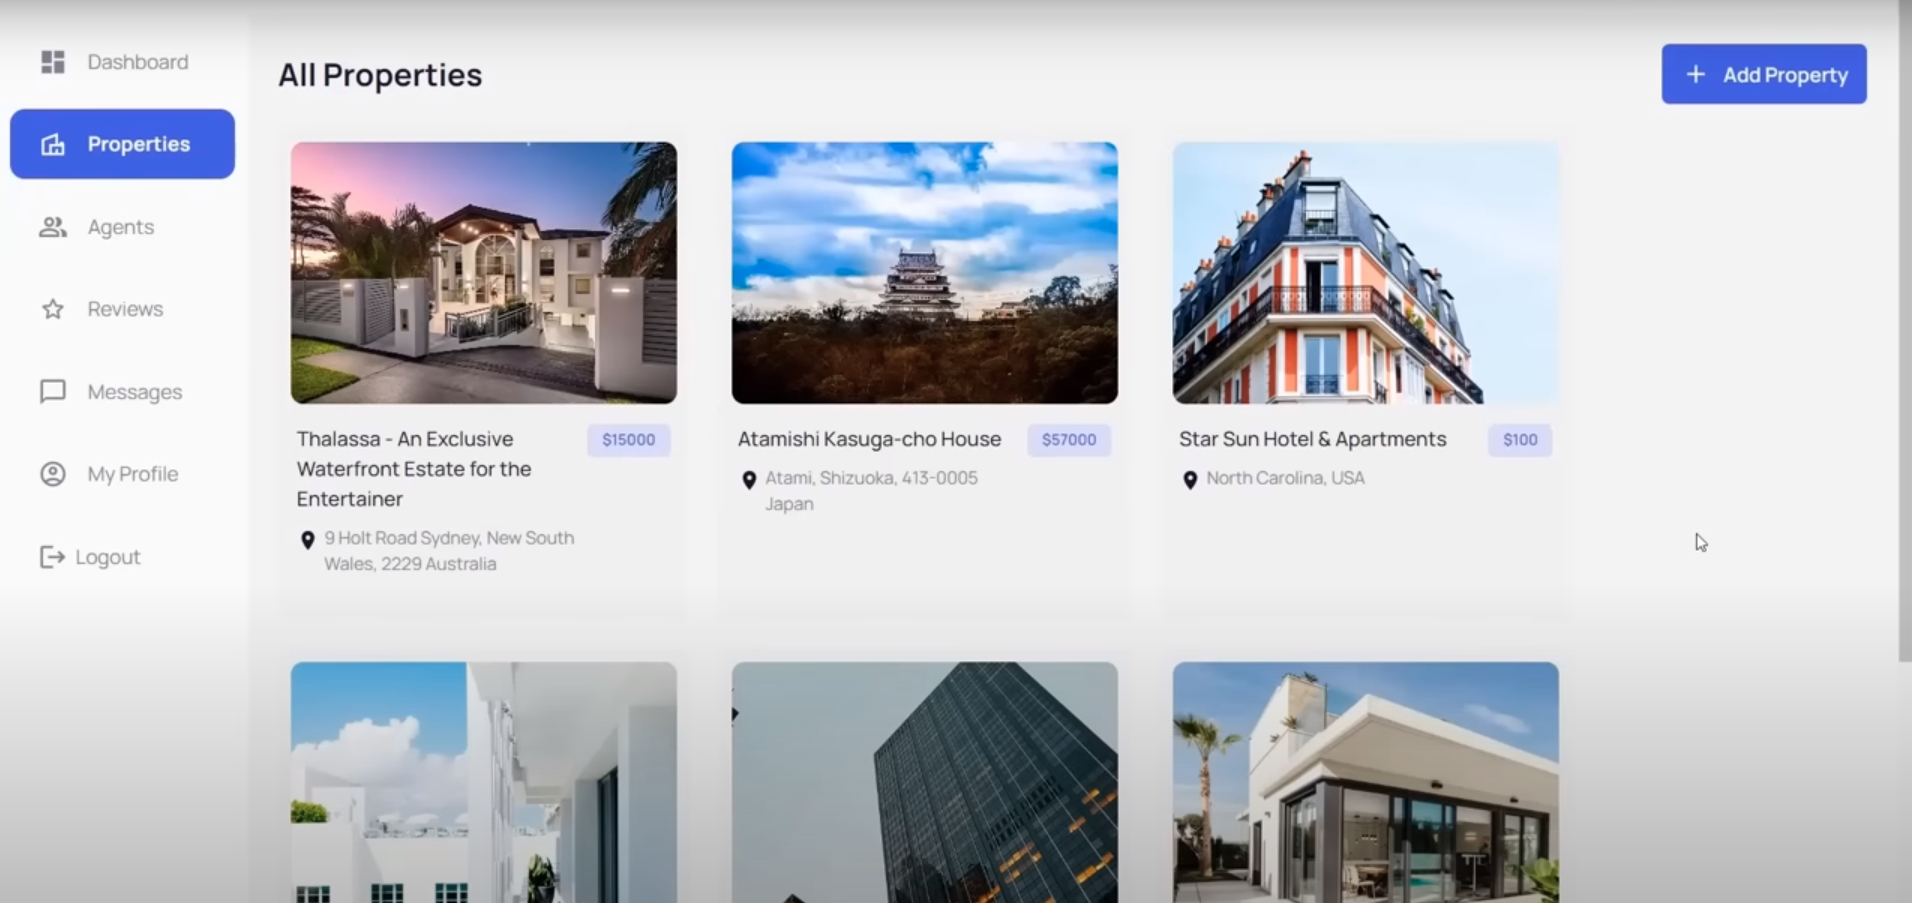 Dashboard
Properties
Agents
Reviews
Messages
My Profile
Logout
All Properties
Add Property
Thalassa - An Exclusive
Waterfront Estate for the
Entertainer
$15000
9 Holt Road Sydney, New South
Wales, 2229 Australia
Atamishi Kasuga-cho House
$57000
Atami, Shizuoka, 413-0005
Japan
Star Sun Hotel & Apartments
$100
North Carolina, USA